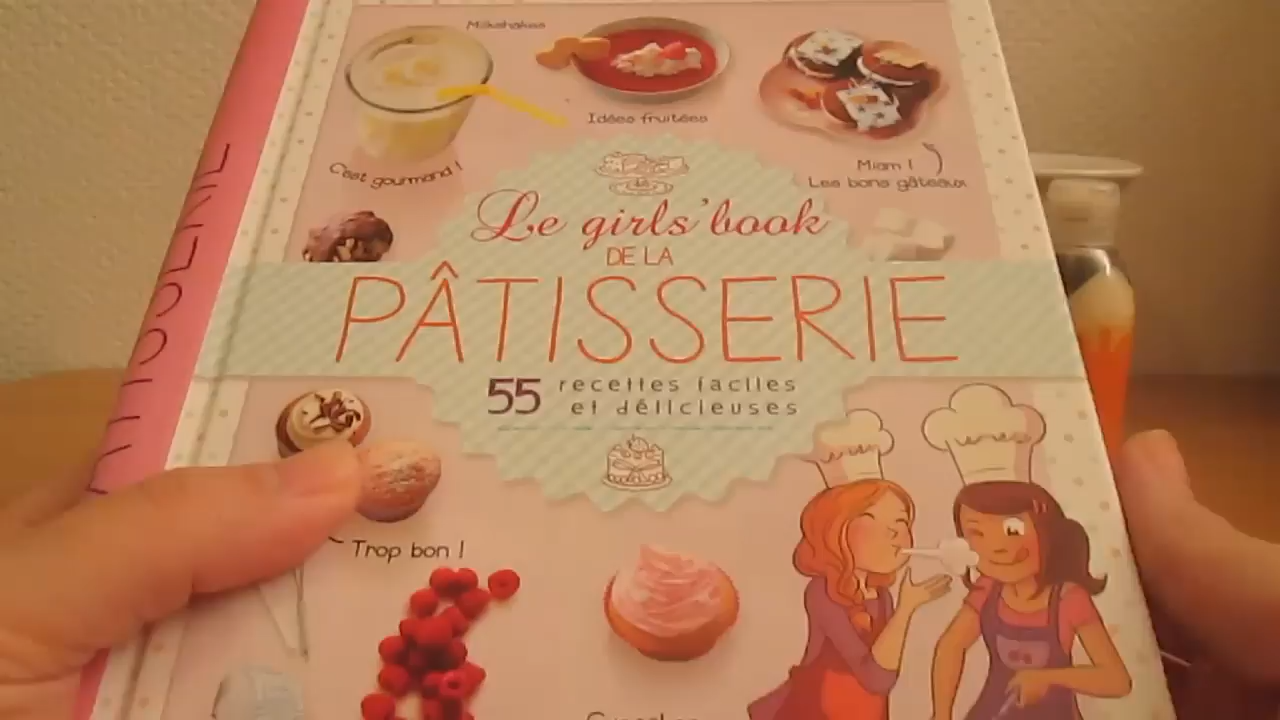 Milkshakes
Idées fruitées
C'est gourmand !
Miam !
Les bons gâteaux
Le girls' book
DE LA
PÂTISSERIE
55 recettes faciles
et délicieuses
Trop bon !
PÂTISSERIE